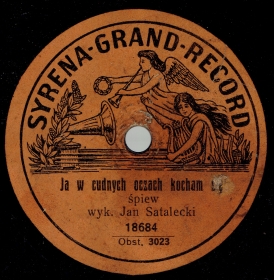 SYRENA-GRAND-RECORD
Ja w cudnych oczach kocham
śpiew
wyk. Jan Satalecki
18684
Obst, 3023